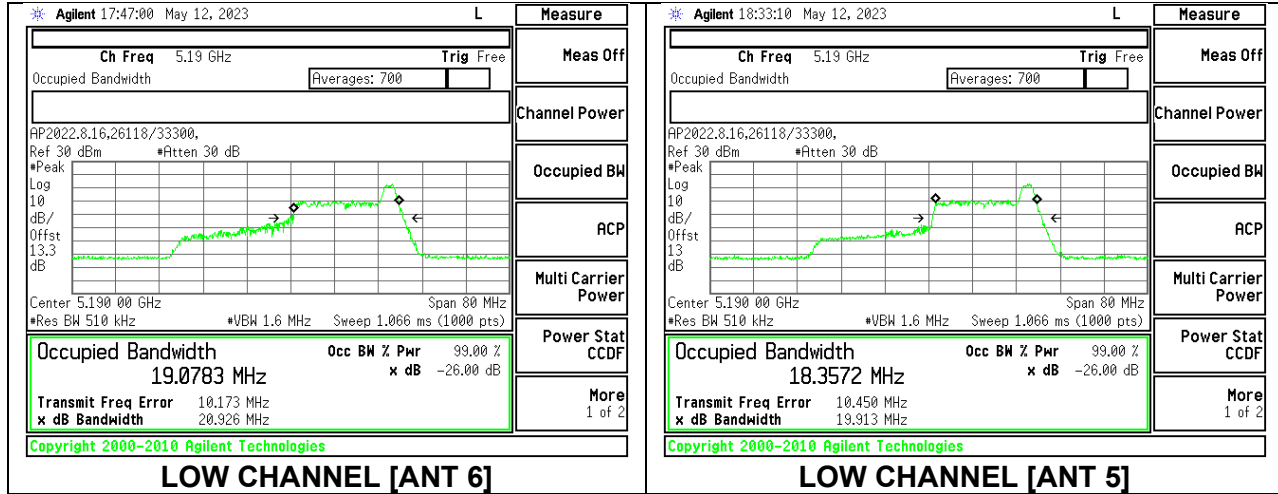 Agilent 17:47:00 May 12, 2023 L
Measure
Ch Freq 5.19 GHz Trig Free
Occupied Bandwidth Averages: 700
AP2022.8.16,26118/33300,
Ref 30 dBm #Atten 30 dB
#Peak
Log
10
dB/
Offst
13.3
dB
Center 5.190 00 GHz Span 80 MHz
#Res BW 510 kHz #VBW 1.6 MHz Sweep 1.066 ms (1000 pts)
Occupied Bandwidth Occ BW % Pwr 99.00 %
19.0783 MHz x dB -26.00 dB
Transmit Freq Error 10.173 MHz
x dB Bandwidth 20.926 MHz
Copyright 2000-2010 Agilent Technologies
Meas Off
Channel Power
Occupied BW
ACP
Multi Carrier
Power
Power Stat
CCDF
More
1 of 2
LOW CHANNEL [ANT 6]
Agilent 18:33:10 May 12, 2023 L
Measure
Ch Freq 5.19 GHz Trig Free
Occupied Bandwidth Averages: 700
AP2022.8.16,26118/33300,
Ref 30 dBm #Atten 30 dB
#Peak
Log
10
dB/
Offst
13
dB
Center 5.190 00 GHz Span 80 MHz
#Res BW 510 kHz #VBW 1.6 MHz Sweep 1.066 ms (1000 pts)
Occupied Bandwidth Occ BW % Pwr 99.00 %
18.3572 MHz x dB -26.00 dB
Transmit Freq Error 10.450 MHz
x dB Bandwidth 19.913 MHz
Copyright 2000-2010 Agilent Technologies
Meas Off
Channel Power
Occupied BW
ACP
Multi Carrier
Power
Power Stat
CCDF
More
1 of 2
LOW CHANNEL [ANT 5]